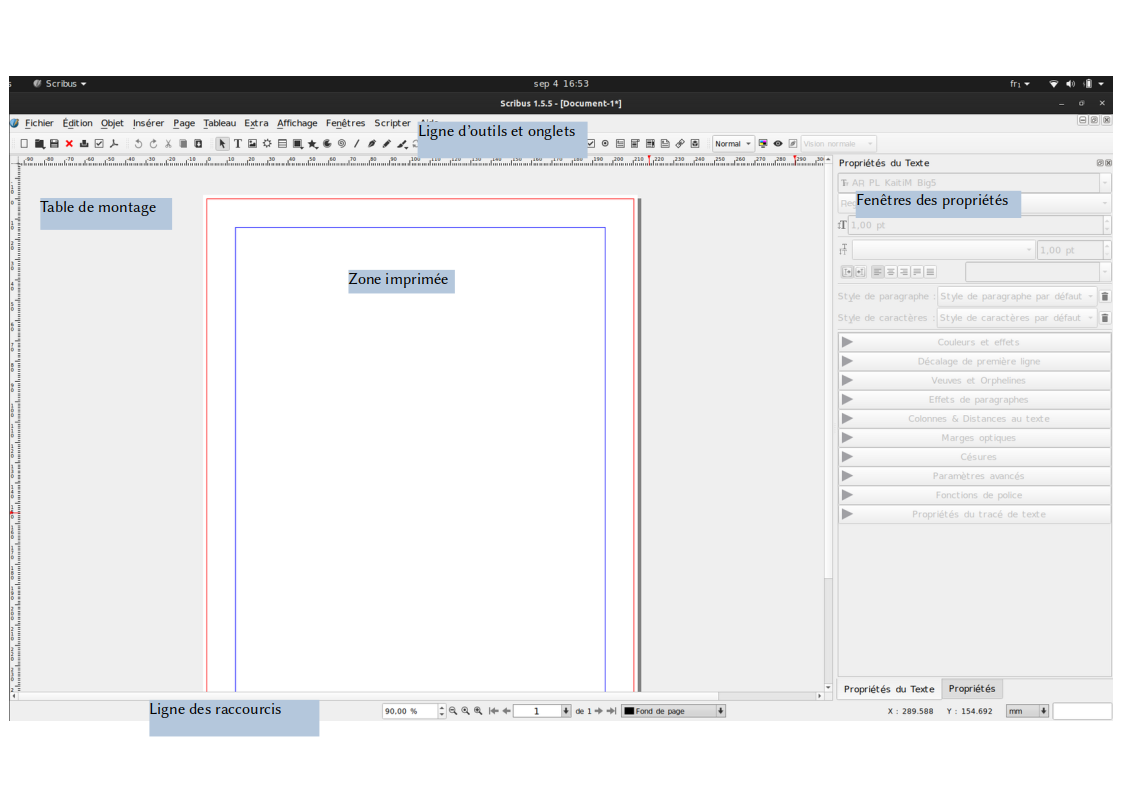 Scribus sep 4 16:53 fr₁
Scribus 1.5.5 - [Document-1*]
Fichier Édition Objet Insérer Page Tableau Extra Affichage Fenêtres Scripter
Ligne d'outils et onglets
Normal Vision normale
Propriétés du Texte
AR PL KaitiM Big5
Table de montage
Fenêtres des propriétés
1,00 pt
1,00 pt
Zone imprimée
Style de paragraphe : Style de paragraphe par défaut
Style de caractères : Style de caractères par défaut
Couleurs et effets
Décalage de première ligne
Veuves et Orphelines
Effets de paragraphes
Colonnes & Distances au texte
Marges optiques
Césures
Paramètres avancés
Fonctions de police
Propriétés du tracé de texte
Propriétés du Texte Propriétés
Ligne des raccourcis
90,00 % 1 de 1 Fond de page X : 289.588 Y : 154.692 mm